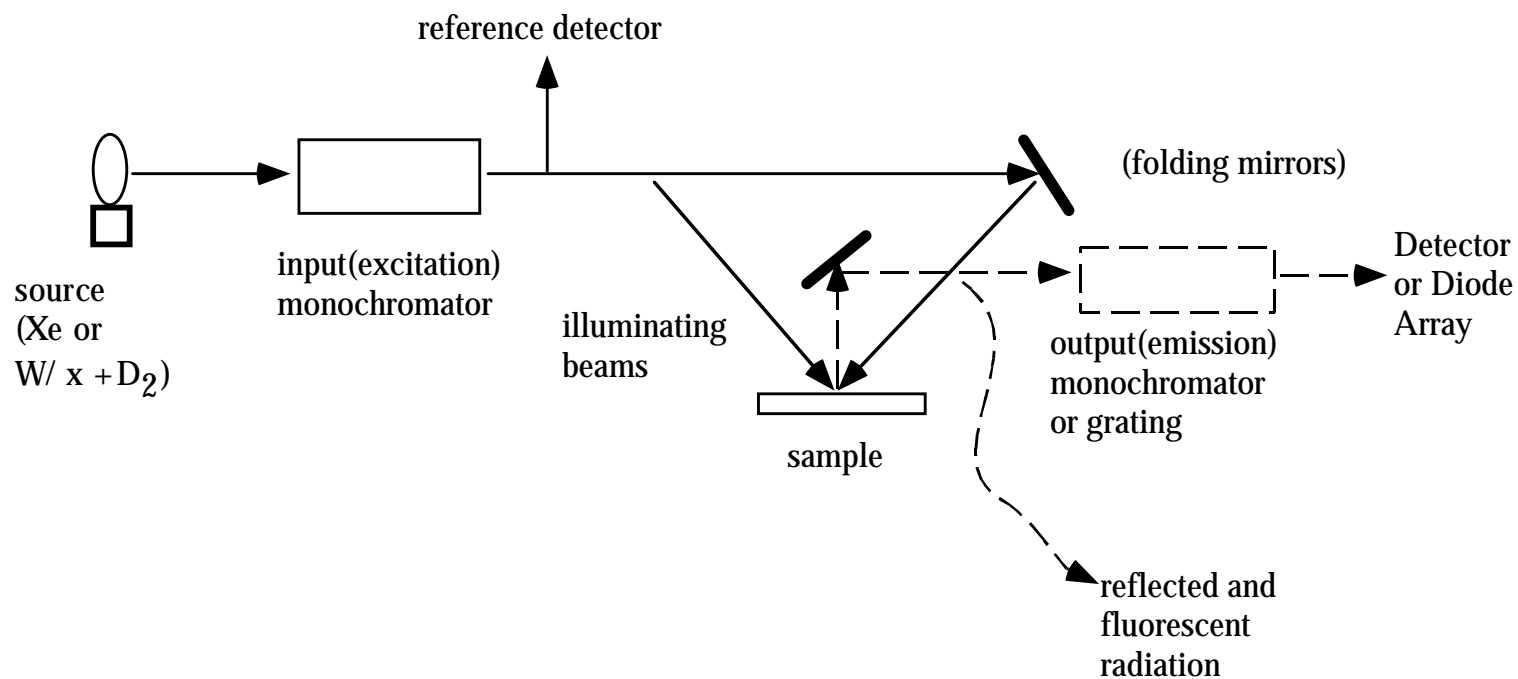 reference detector
(folding mirrors)
source
(Xe or
W/ x +D2)
input(excitation)
monochromator
illuminating
beams
sample
output(emission)
monochromator
or grating
Detector
or Diode
Array
reflected and
fluorescent
radiation